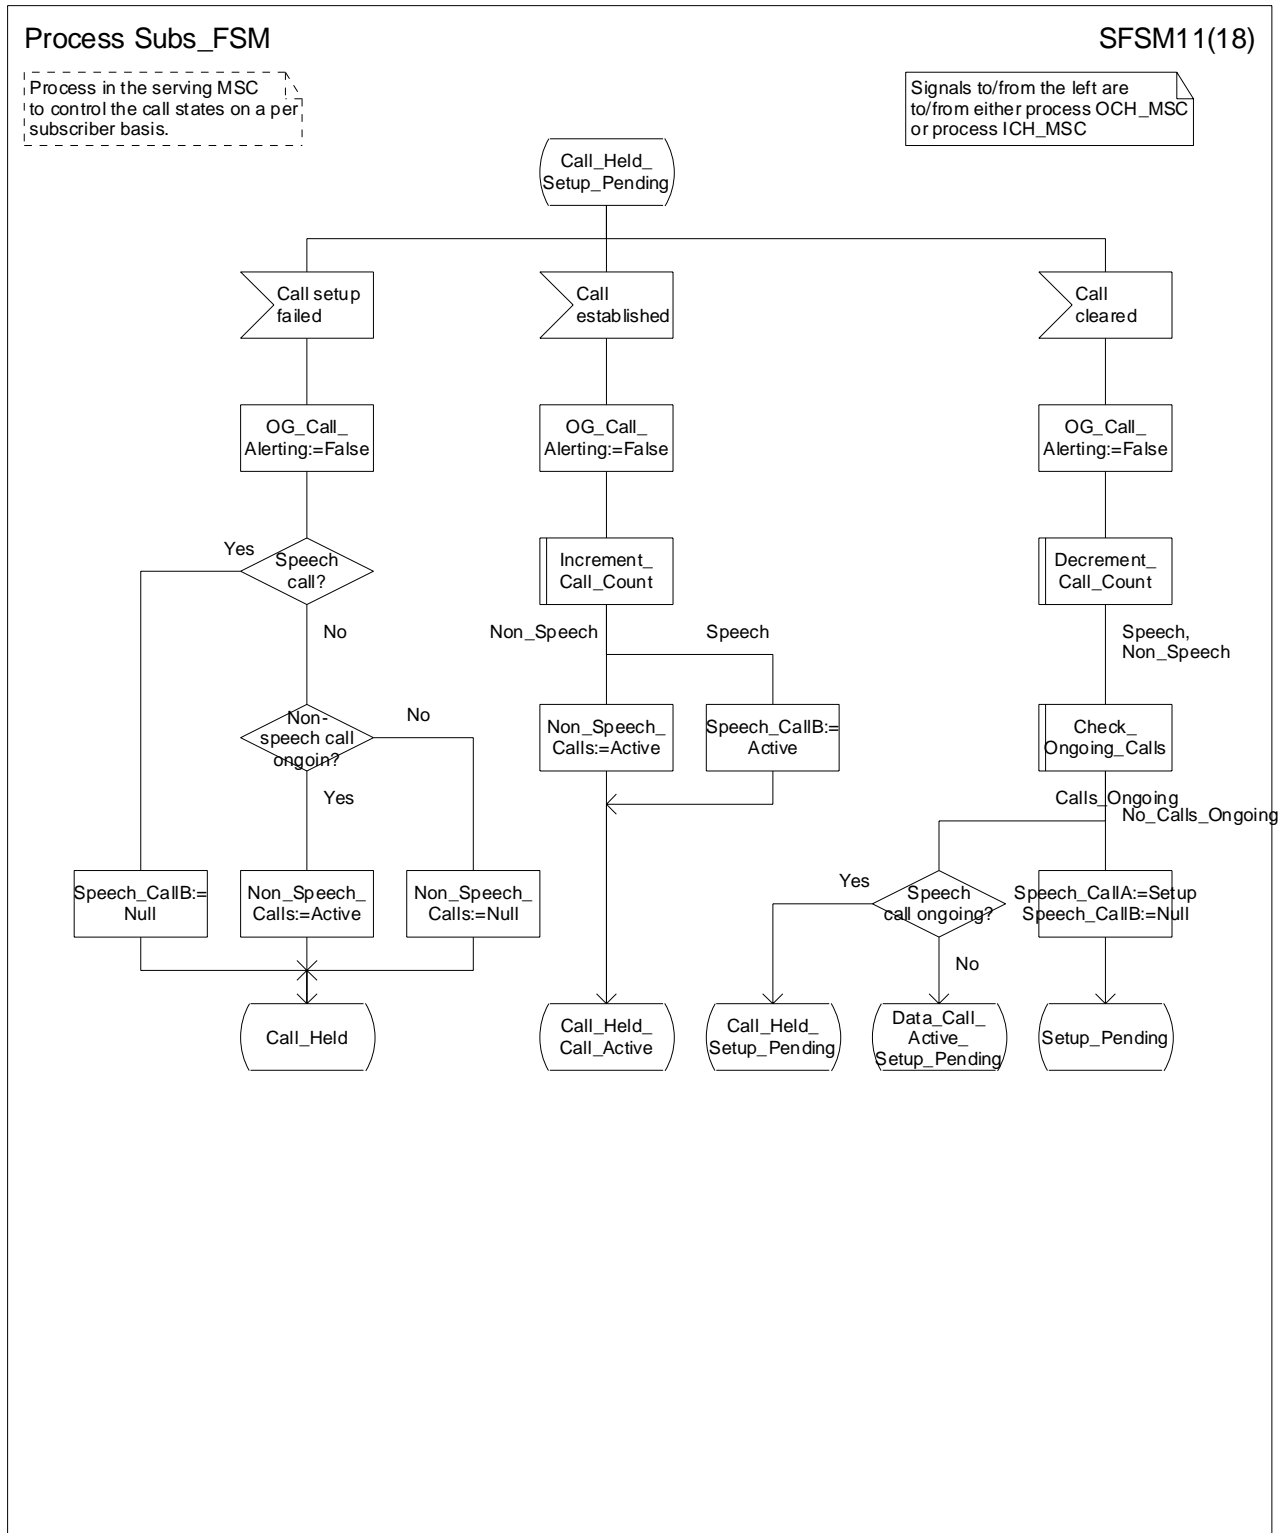 Process Subs_FSM
SFSM11(18)
Process in the serving MSC
to control the call states on a per
subscriber basis.
Signals to/from the left are
to/from either process OCH_MSC
or process ICH_MSC
Call_Held_
Setup_Pending
Call setup
failed
Call
established
Call
cleared
OG_Call_
Alerting:=False
OG_Call_
Alerting:=False
OG_Call_
Alerting:=False
Yes
Speech
call?
No
Increment_
Call_Count
Decrement_
Call_Count
Non_Speech
Speech
Speech,
Non_Speech
Non-
speech call
ongoin?
No
Yes
Non_Speech_
Calls:=Active
Speech_CallB:=
Active
Check_
Ongoing_Calls
Calls_Ongoing
No_Calls_Ongoing
Speech_CallB:=
Null
Non_Speech_
Calls:=Active
Non_Speech_
Calls:=Null
Yes
Speech
call ongoing?
No
Speech_CallA:=Setup
Speech_CallB:=Null
Call_Held
Call_Held_
Call_Active
Call_Held_
Setup_Pending
Data_Call_
Active_
Setup_Pending
Setup_Pending